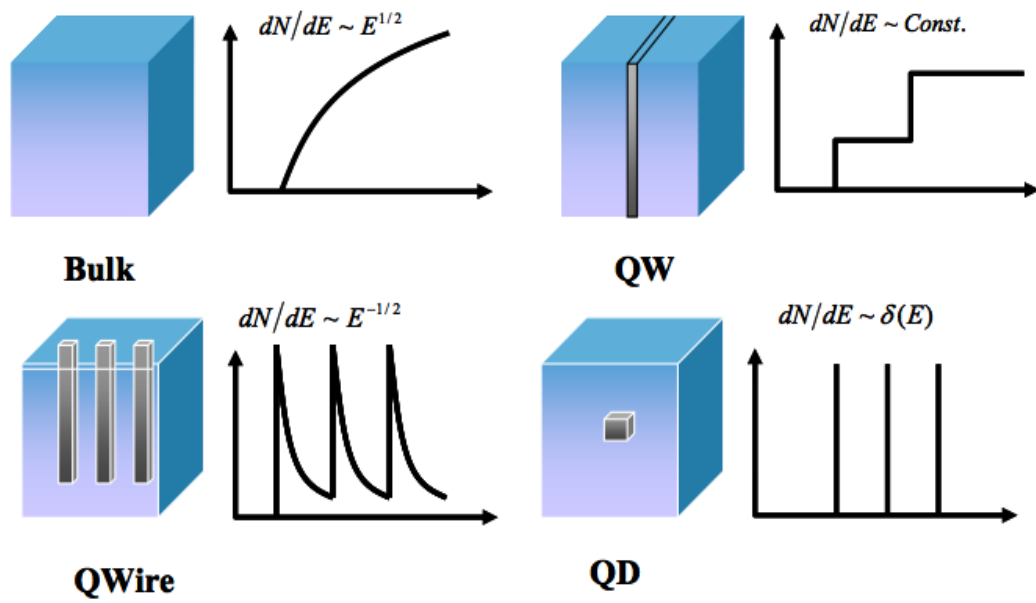 dN/dE ~ E^{1/2}
dN/dE ~ Const.
Bulk
QW
dN/dE ~ E^{-1/2}
dN/dE ~ δ(E)
QWire
QD